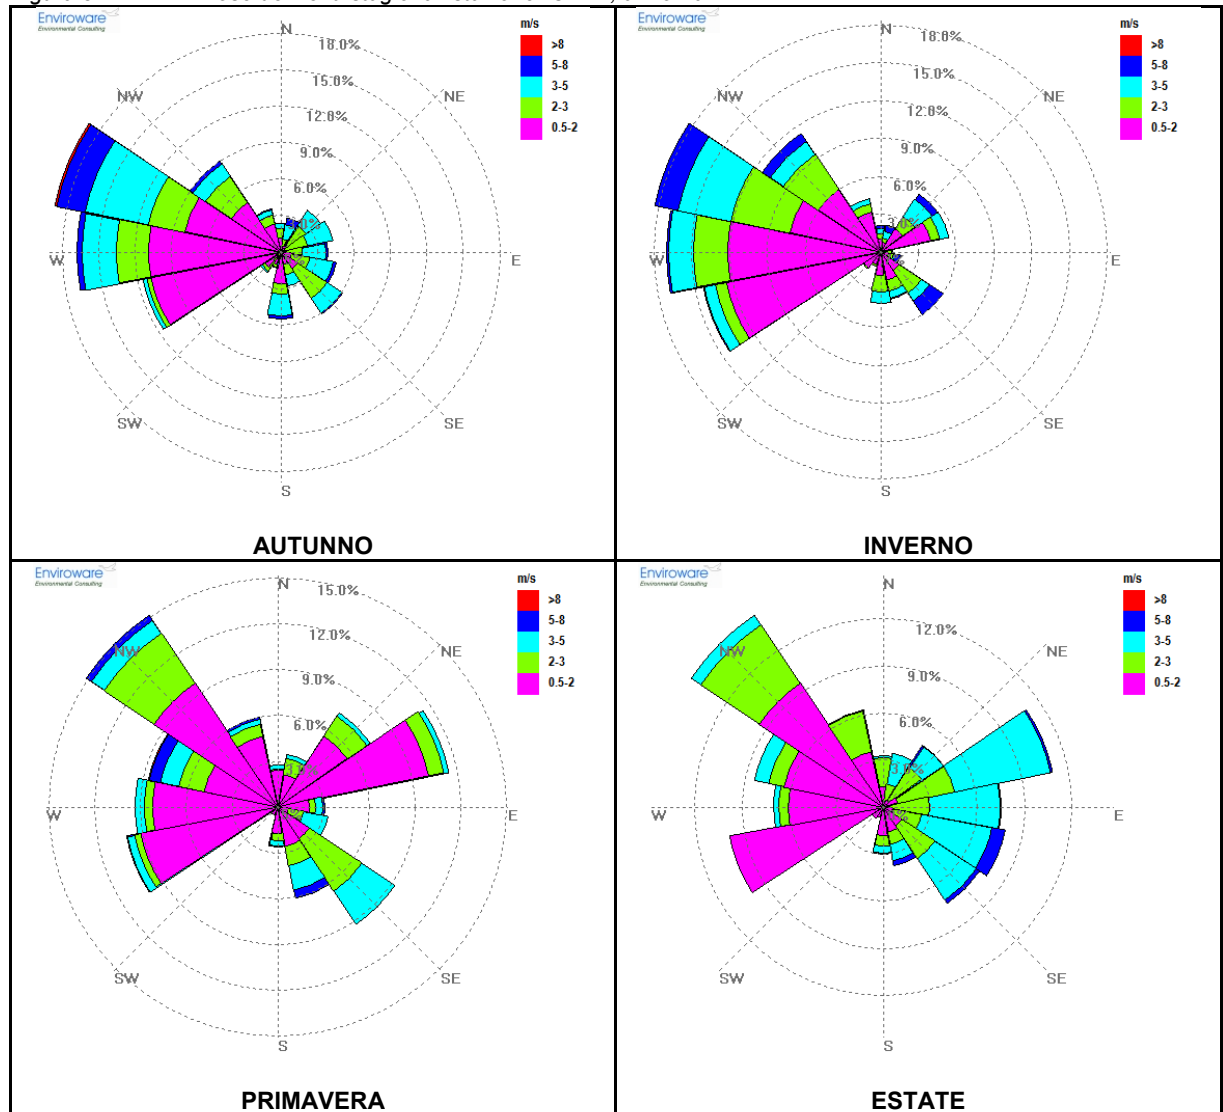 Enviroware
Environmental Consulting
m/s
>8
5-8
3-5
2-3
0.5-2
N
NE
E
SE
S
SW
W
NW
18.0%
15.0%
12.0%
9.0%
6.0%
AUTUNNO
Enviroware
Environmental Consulting
m/s
>8
5-8
3-5
2-3
0.5-2
N
NE
E
SE
S
SW
W
NW
18.0%
15.0%
12.0%
9.0%
6.0%
3.0%
INVERNO
Enviroware
Environmental Consulting
m/s
>8
5-8
3-5
2-3
0.5-2
N
NE
E
SE
S
SW
W
NW
15.0%
12.0%
9.0%
6.0%
PRIMAVERA
Enviroware
Environmental Consulting
m/s
>8
5-8
3-5
2-3
0.5-2
N
NE
E
SE
S
SW
W
NW
12.0%
9.0%
6.0%
3.0%
ESTATE